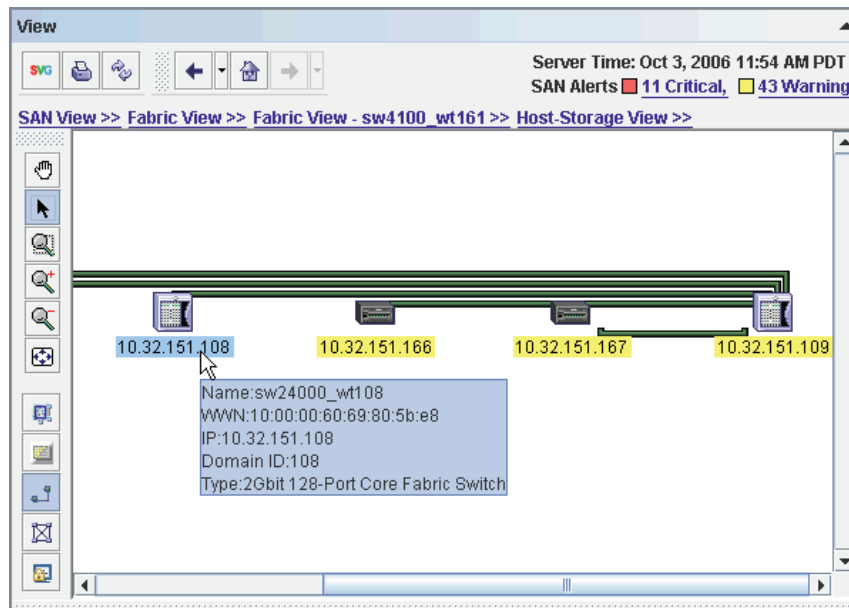 View
SVG
Server Time: Oct 3, 2006 11:54 AM PDT
SAN Alerts 11 Critical, 43 Warning
SAN View >> Fabric View >> Fabric View - sw4100_wt161 >> Host-Storage View >>
10.32.151.108 10.32.151.166 10.32.151.167 10.32.151.109
Name:sw24000_wt108
WWN:10:00:00:60:69:80:5b:e8
IP:10.32.151.108
Domain ID:108
Type:2Gbit 128-Port Core Fabric Switch